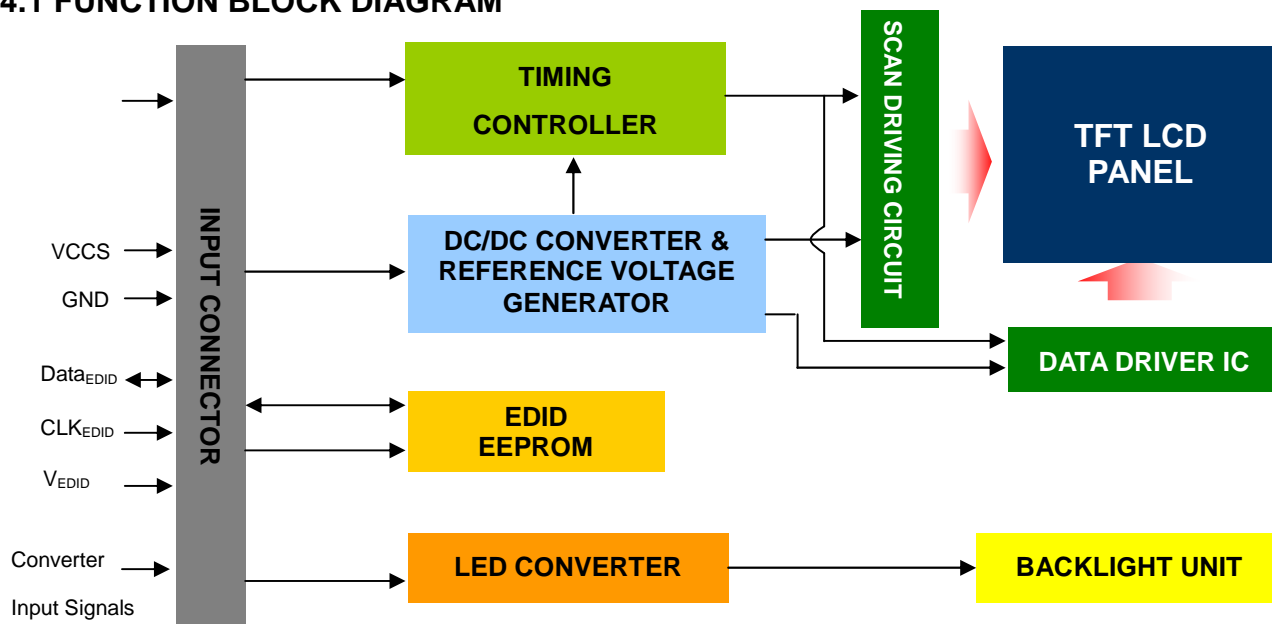 4.1 FUNCTION BLOCK DIAGRAM
TIMING
CONTROLLER
SCAN DRIVING CIRCUIT
TFT LCD
PANEL
INPUT CONNECTOR
VCCS
GND
DC/DC CONVERTER &
REFERENCE VOLTAGE
GENERATOR
DATA DRIVER IC
DataEDID
CLKEDID
VEDID
EDID
EEPROM
Converter
Input Signals
LED CONVERTER
BACKLIGHT UNIT